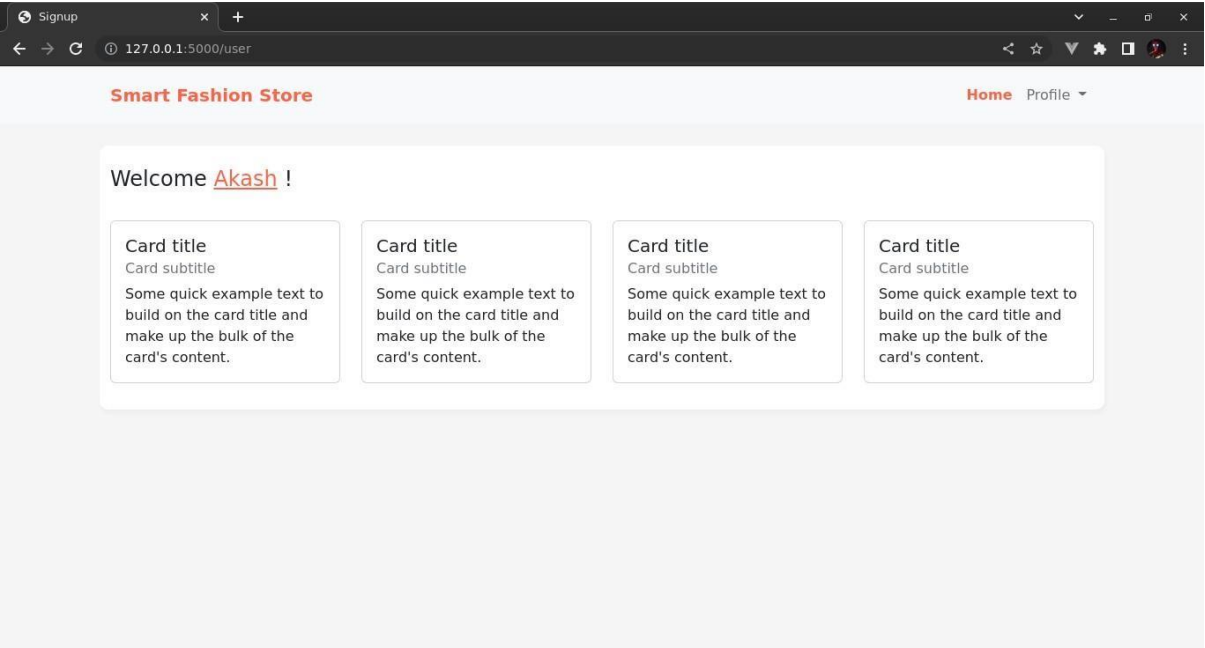 Signup
127.0.0.1:5000/user
Smart Fashion Store
Home Profile
Welcome Akash !
Card title
Card subtitle
Some quick example text to
build on the card title and
make up the bulk of the
card's content.
Card title
Card subtitle
Some quick example text to
build on the card title and
make up the bulk of the
card's content.
Card title
Card subtitle
Some quick example text to
build on the card title and
make up the bulk of the
card's content.
Card title
Card subtitle
Some quick example text to
build on the card title and
make up the bulk of the
card's content.